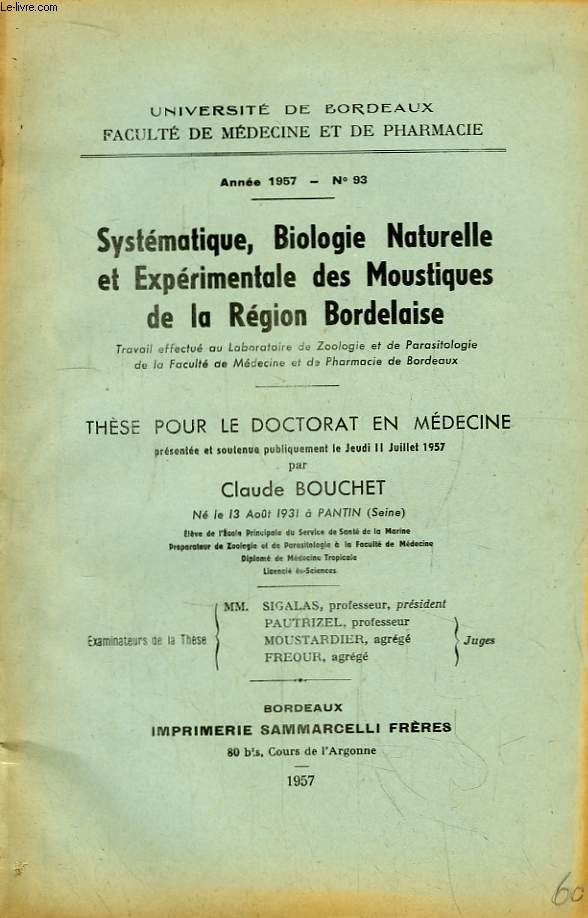 Le-livre.com
UNIVERSITÉ DE BORDEAUX
FACULTÉ DE MÉDECINE ET DE PHARMACIE
Année 1957 — N° 93
Systématique, Biologie Naturelle
et Expérimentale des Moustiques
de la Région Bordelaise
Travail effectué au Laboratoire de Zoologie et de Parasitologie
de la Faculté de Médecine et de Pharmacie de Bordeaux
THÈSE POUR LE DOCTORAT EN MÉDECINE
présentée et soutenue publiquement le Jeudi 11 Juillet 1957
par
Claude BOUCHET
Né le 13 Août 1931 à PANTIN (Seine)
Élève de l'École Principale du Service de Santé de la Marine
Preparateur de Zoologie et de Parasitologie à la Faculté de Médecine
Diplomé de Médecine Tropicale
Licencié ès-Sciences
Examinateurs de la Thèse
MM. SIGALAS, professeur, président
PAUTRIZEL, professeur
MOUSTARDIER, agrégé
FREOUR, agrégé
Juges
BORDEAUX
IMPRIMERIE SAMMARCELLI FRÈRES
80 bis, Cours de l'Argonne
1957
60